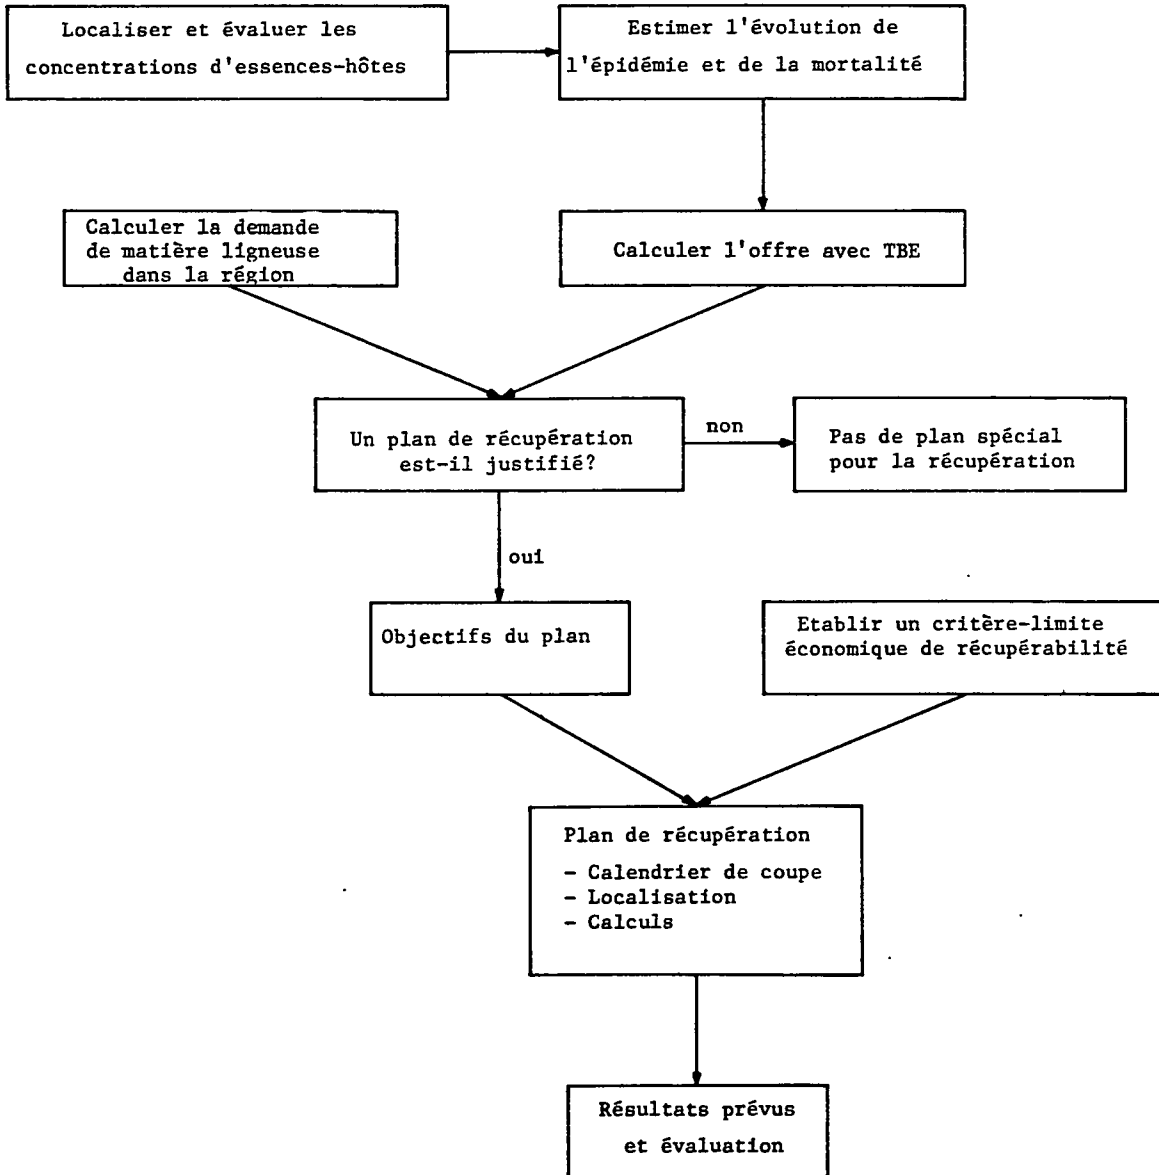 Localiser et évaluer les
concentrations d'essences-hôtes
Estimer l'évolution de
l'épidémie et de la mortalité
Calculer la demande
de matière ligneuse
dans la région
Calculer l'offre avec TBE
Un plan de récupération
est-il justifié?
non
Pas de plan spécial
pour la récupération
oui
Objectifs du plan
Etablir un critère-limite
économique de récupérabilité
Plan de récupération
- Calendrier de coupe
- Localisation
- Calculs
Résultats prévus
et évaluation